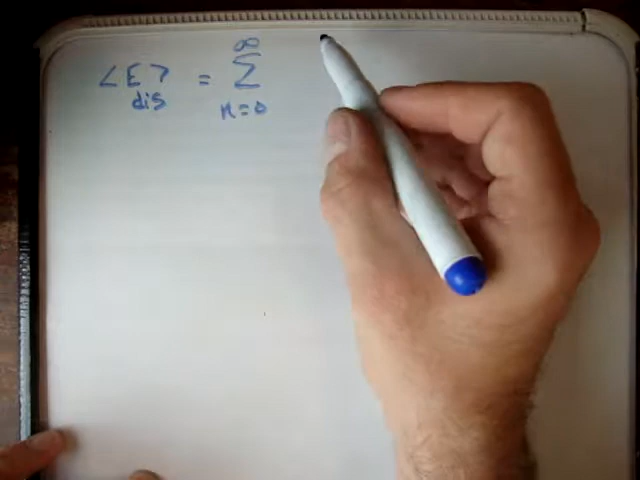 ⟨E⟩ = ∞
dis ∑
n=0